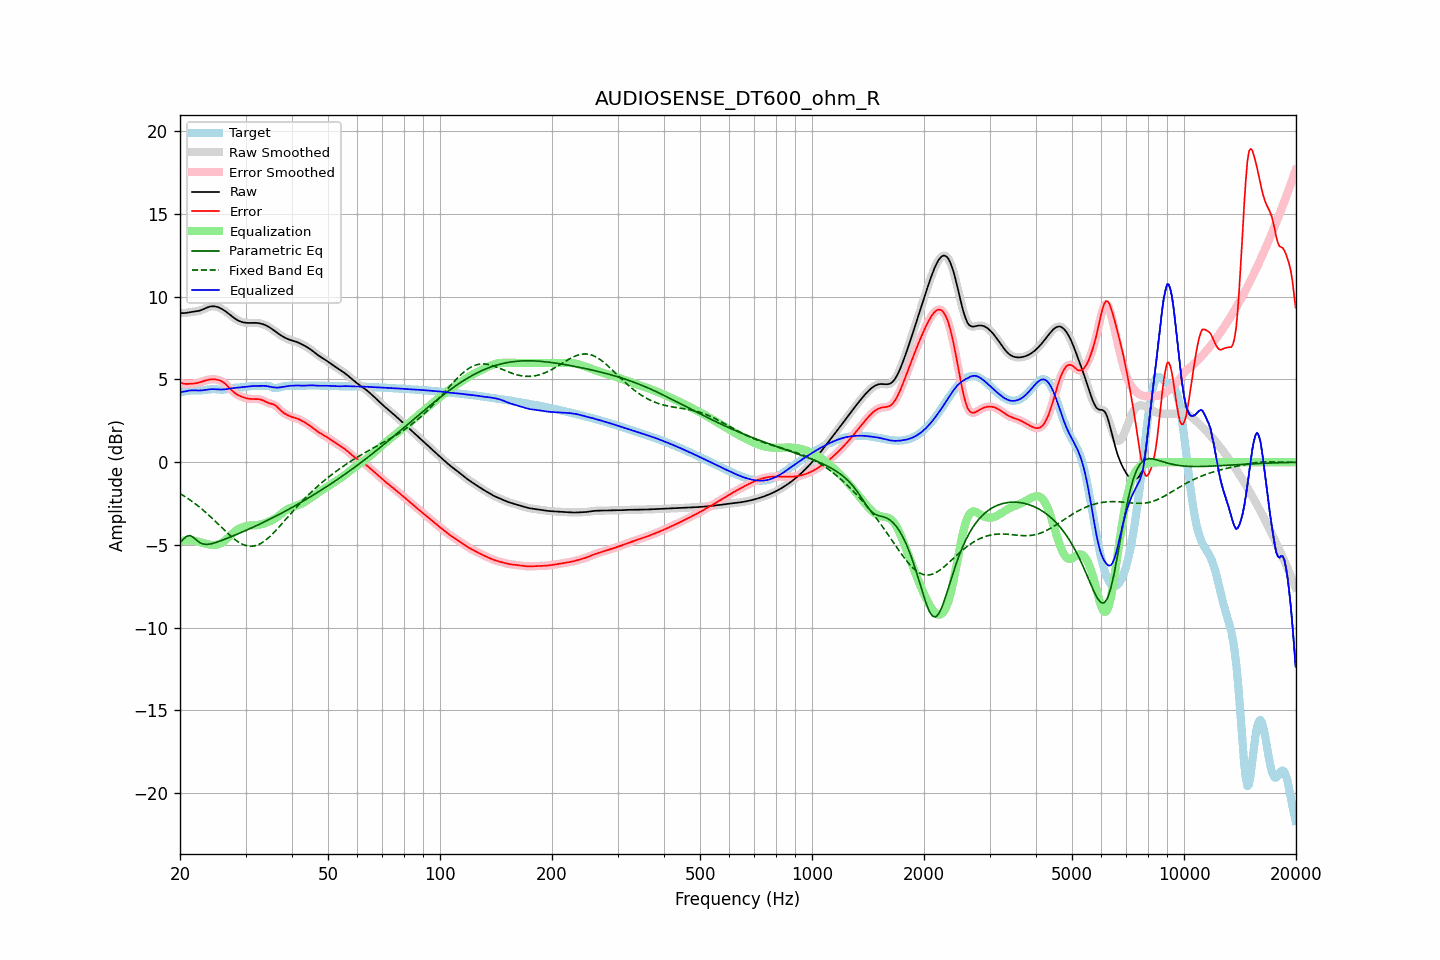 AUDIOSENSE_DT600_ohm_R
Target
Raw Smoothed
Error Smoothed
Raw
Error
Equalization
Parametric Eq
Fixed Band Eq
Equalized
20
15
10
5
0
−5
−10
−15
−20
Amplitude (dBr)
20
50
100
200
500
1000
2000
5000
10000
20000
Frequency (Hz)